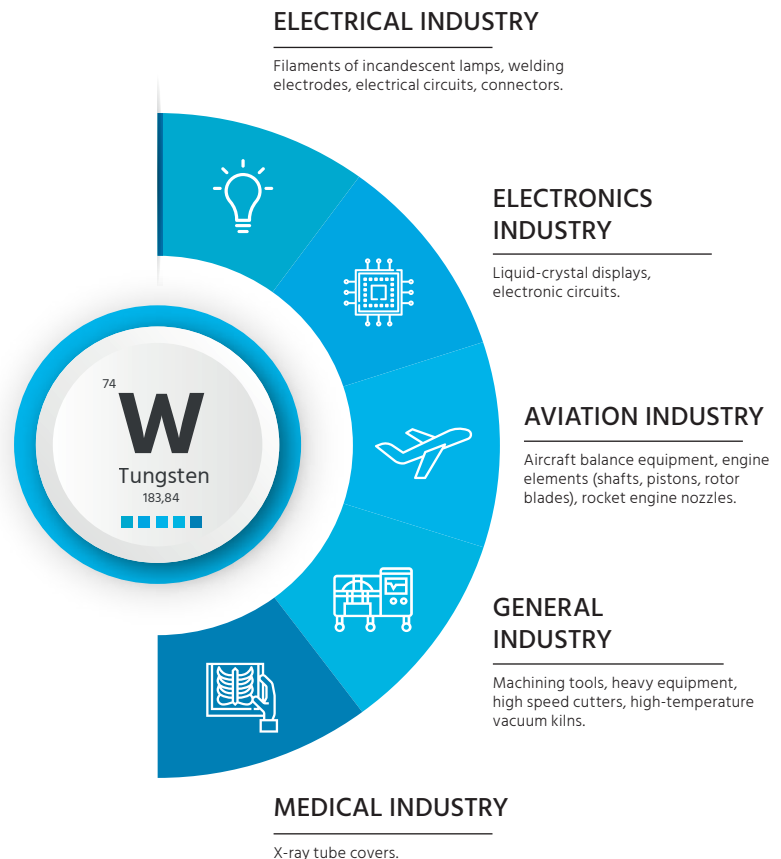 ELECTRICAL INDUSTRY
Filaments of incandescent lamps, welding
electrodes, electrical circuits, connectors.
ELECTRONICS
INDUSTRY
Liquid-crystal displays,
electronic circuits.
74
W
Tungsten
183,84
AVIATION INDUSTRY
Aircraft balance equipment, engine
elements (shafts, pistons, rotor
blades), rocket engine nozzles.
GENERAL
INDUSTRY
Machining tools, heavy equipment,
high speed cutters, high-temperature
vacuum kilns.
MEDICAL INDUSTRY
X-ray tube covers.